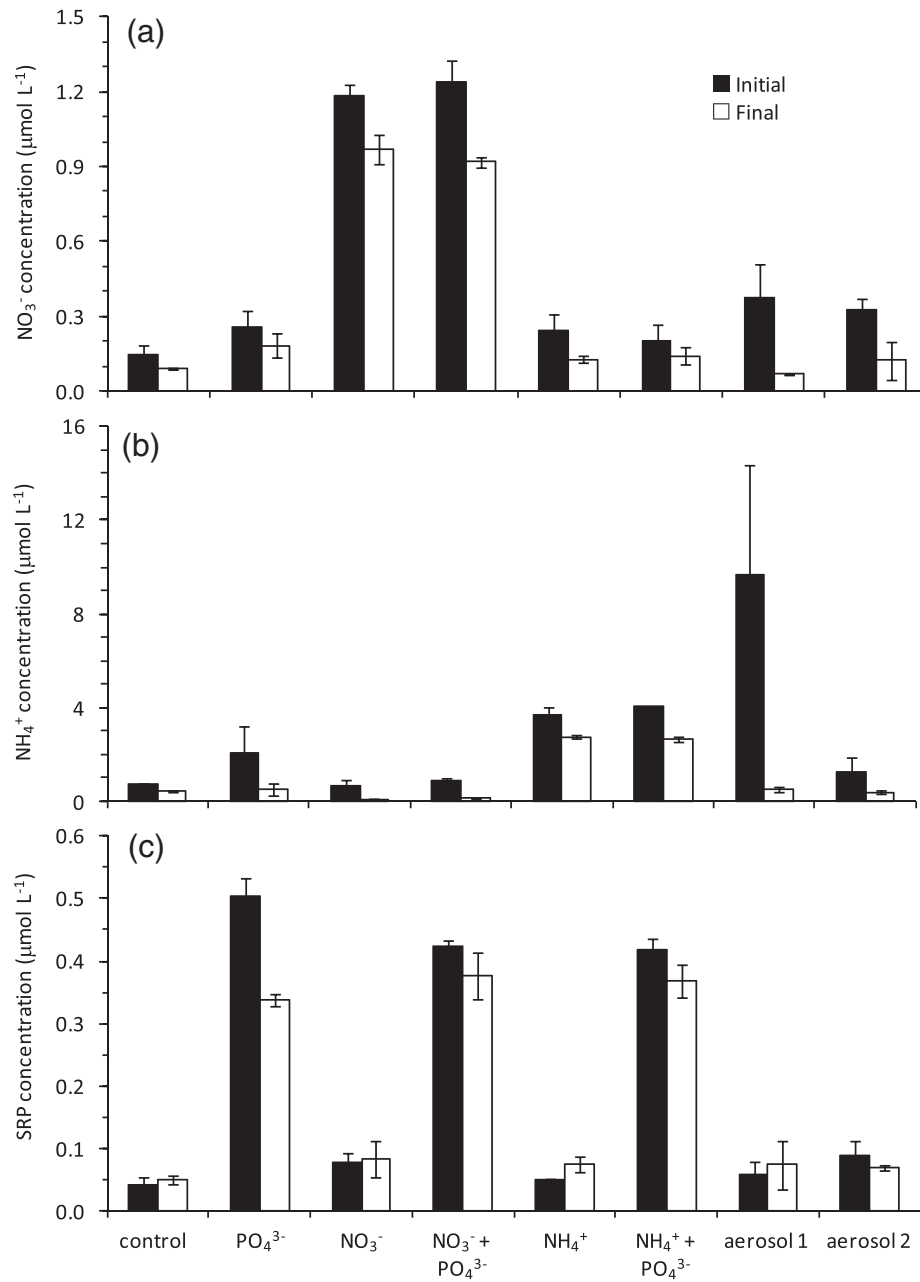 (a)
NO₃⁻ concentration (μmol L⁻¹)
1.5
1.2
0.9
0.6
0.3
0.0
Initial
Final
(b)
NH₄⁺ concentration (μmol L⁻¹)
16
12
8
4
0
(c)
SRP concentration (μmol L⁻¹)
0.6
0.5
0.4
0.3
0.2
0.1
0.0
control
PO₄³⁻
NO₃⁻
NO₃⁻ +
PO₄³⁻
NH₄⁺
NH₄⁺ +
PO₄³⁻
aerosol 1
aerosol 2